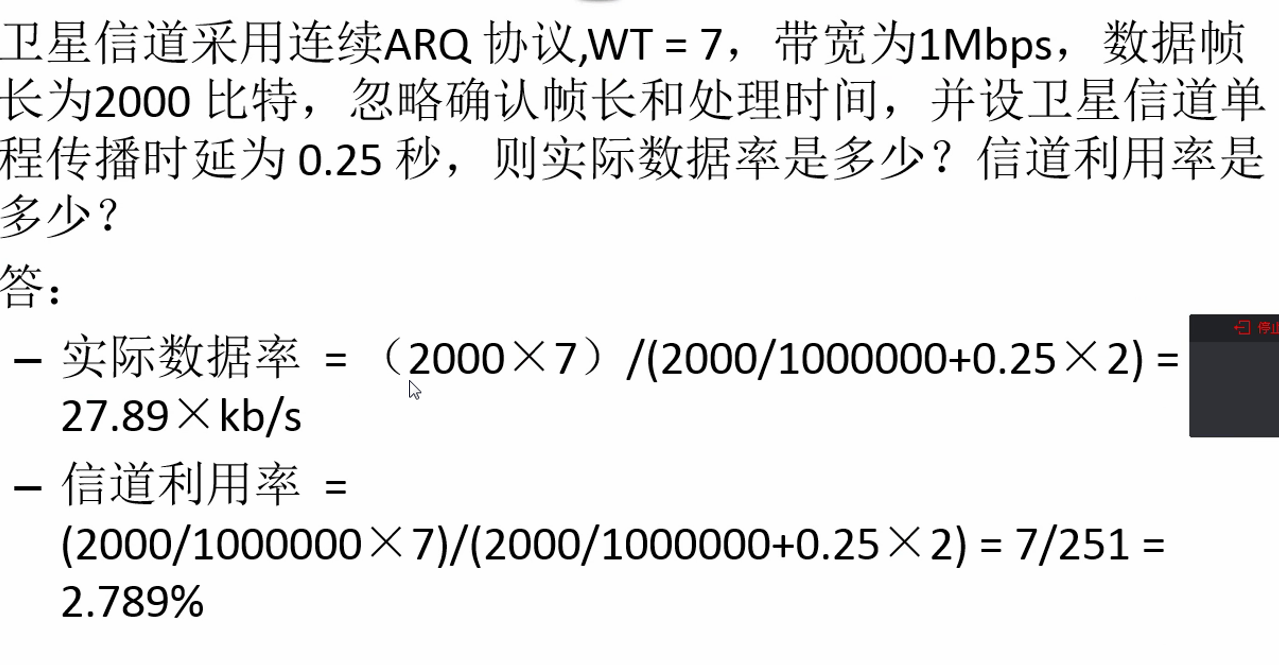 卫星信道采用连续ARQ 协议,WT = 7，带宽为1Mbps，数据帧
长为2000 比特，忽略确认帧长和处理时间，并设卫星信道单
程传播时延为 0.25 秒，则实际数据率是多少？信道利用率是
多少？
答：
– 实际数据率 = （2000×7）/(2000/1000000+0.25×2) =
27.89×kb/s
– 信道利用率 =
(2000/1000000×7)/(2000/1000000+0.25×2) = 7/251 =
2.789%
停止